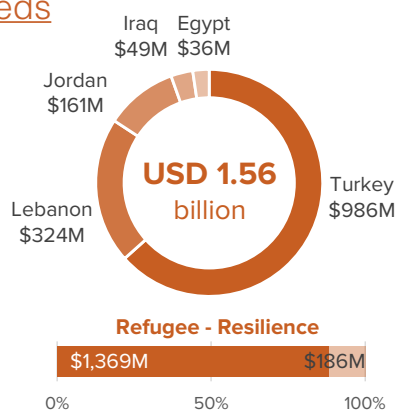 eds
Iraq
$49M
Egypt
$36M
Jordan
$161M
Lebanon
$324M
USD 1.56
billion
Turkey
$986M
Refugee - Resilience
$1,369M
$186M
0%
50%
100%